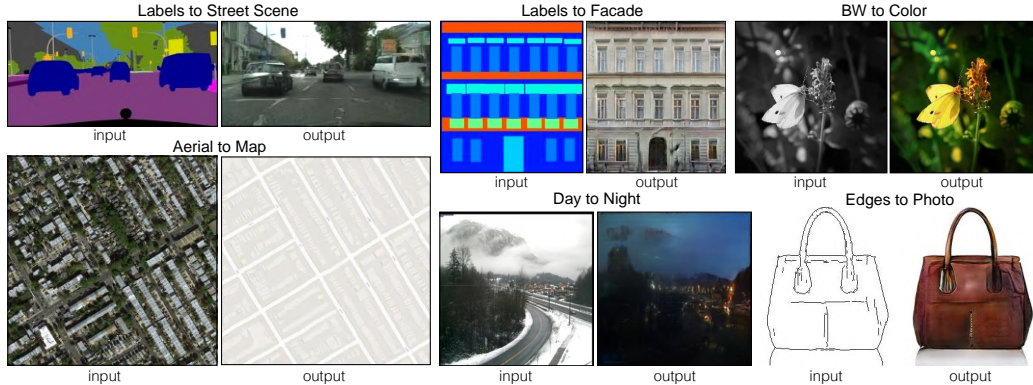 Labels to Street Scene
input
output
Aerial to Map
input
output
Labels to Facade
input
output
BW to Color
input
output
Day to Night
input
output
Edges to Photo
input
output